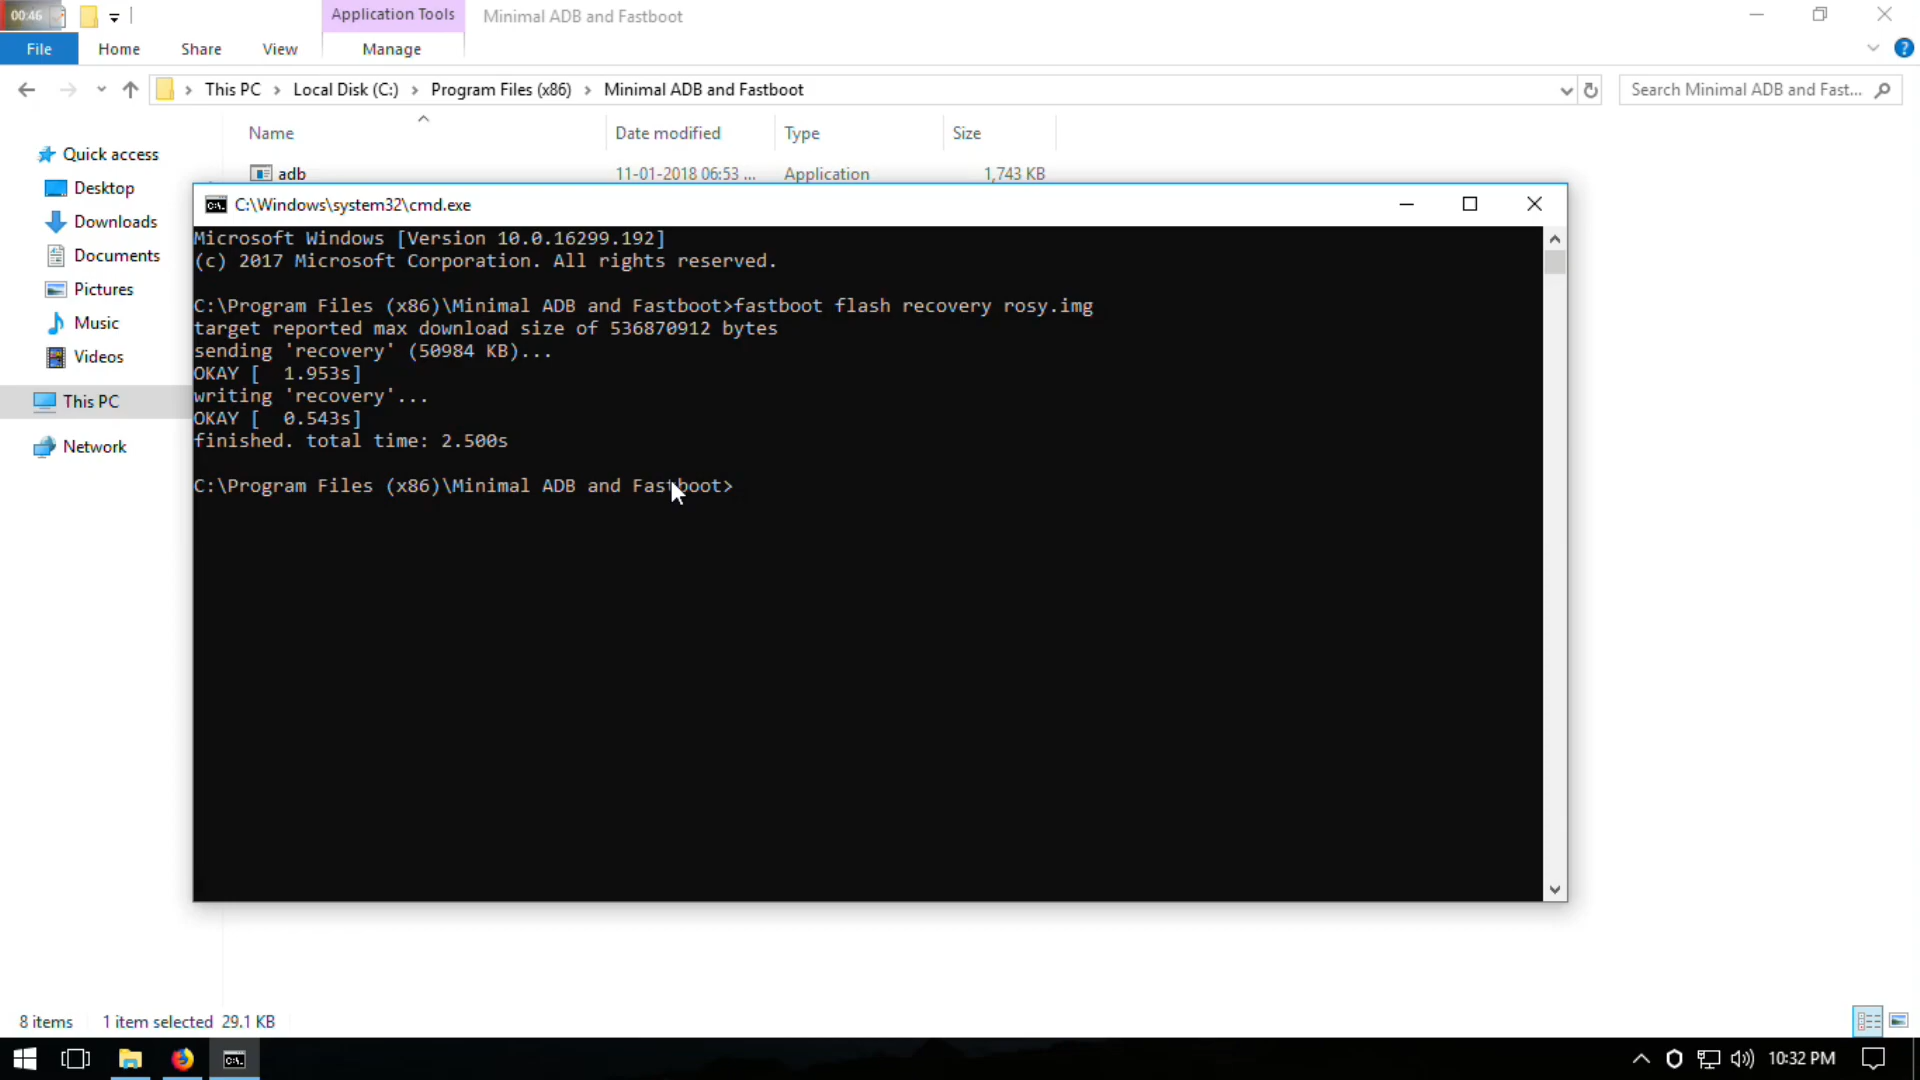 00:46
Application Tools
Minimal ADB and Fastboot
File
Home
Share
View
Manage
This PC
Local Disk (C:)
Program Files (x86)
Minimal ADB and Fastboot
Search Minimal ADB and Fast...
Name
Date modified
Type
Size
adb
11-01-2018 06:53 ...
Application
1,743 KB
Quick access
Desktop
Downloads
Documents
Pictures
Music
Videos
This PC
Network
C:\Windows\system32\cmd.exe
Microsoft Windows [Version 10.0.16299.192]
(c) 2017 Microsoft Corporation. All rights reserved.
C:\Program Files (x86)\Minimal ADB and Fastboot>fastboot flash recovery rosy.img
target reported max download size of 536870912 bytes
sending 'recovery' (50984 KB)...
OKAY [  1.953s]
writing 'recovery'...
OKAY [  0.543s]
finished. total time: 2.500s
C:\Program Files (x86)\Minimal ADB and Fastboot>
8 items
1 item selected 29.1 KB
10:32 PM